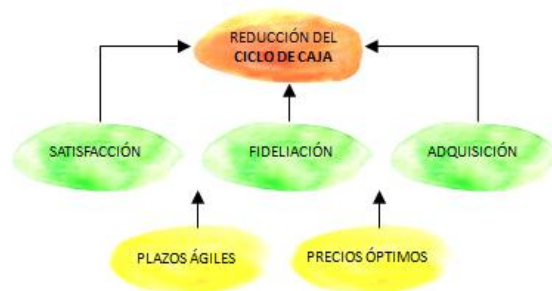 REDUCCIÓN DEL
CICLO DE CAJA
SATISFACCIÓN
FIDELIACIÓN
ADQUISICIÓN
PLAZOS ÁGILES
PRECIOS ÓPTIMOS